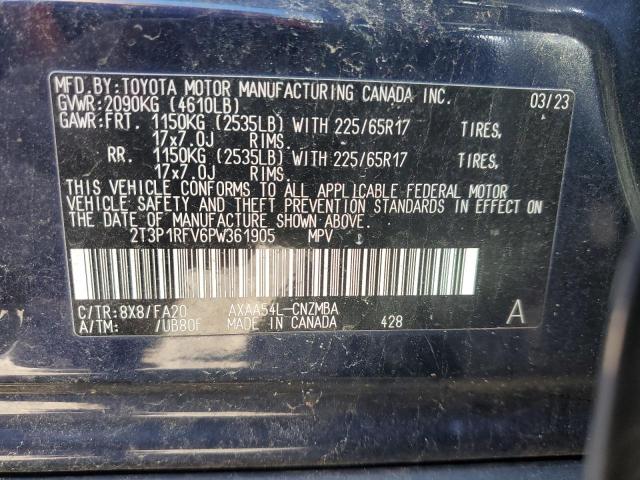 MFD.BY:TOYOTA MOTOR MANUFACTURING CANADA INC.
GVWR:2090KG (4610LB) 03/23
GAWR:FRT. 1150KG (2535LB) WITH 225/65R17 TIRES,
17x7.0J RIMS.
RR. 1150KG (2535LB) WITH 225/65R17 TIRES,
17x7.0J RIMS.
THIS VEHICLE CONFORMS TO ALL APPLICABLE FEDERAL MOTOR
VEHICLE SAFETY AND THEFT PREVENTION STANDARDS IN EFFECT ON
THE DATE OF MANUFACTURE SHOWN ABOVE.
2T3P1RFV6PW361905 MPV
C/TR:8X8/FA20 AXAA54L-CNZMBA
A/TM: /UB80F MADE IN CANADA 428 A